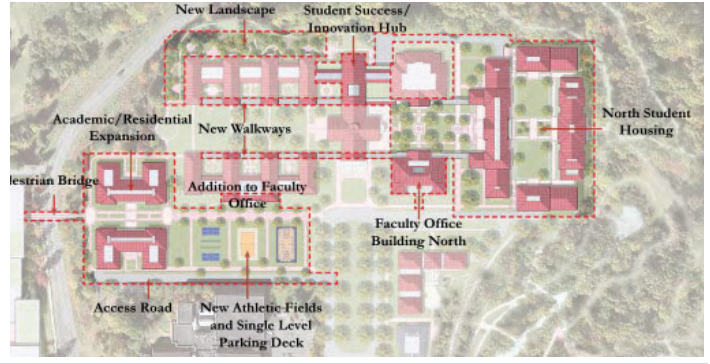 New Landscape
Student Success/
Innovation Hub
Academic/Residential
Expansion
New Walkways
North Student
Housing
lestrian Bridge
Addition to Faculty
Office
Faculty Office
Building North
Access Road
New Athletic Fields
and Single Level
Parking Deck